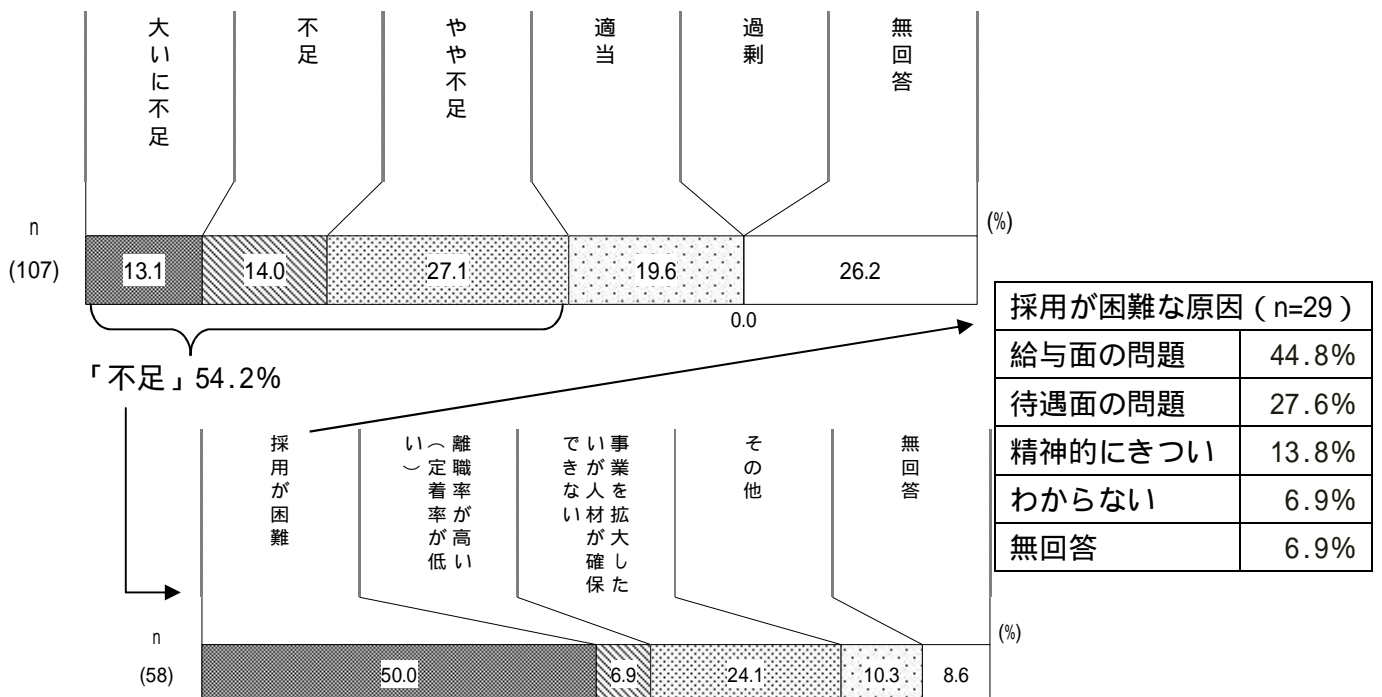 大いに不足
不足
やや不足
適当
過剰
無回答
n
(%)
(107)
13.1
14.0
27.1
19.6
26.2
0.0
「不足」54.2%
採用が困難な原因（n=29）
給与面の問題 44.8%
待遇面の問題 27.6%
精神的にきつい 13.8%
わからない 6.9%
無回答 6.9%
採用が困難
離職率が高い
（定着率が低
い）
事業を拡大した
いが人材が確保
できない
その他
無回答
n
(%)
(58)
50.0
6.9
24.1
10.3
8.6